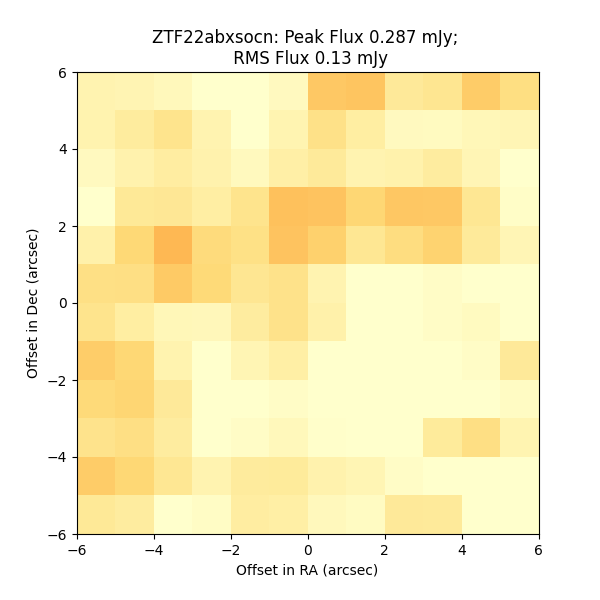 ZTF22abxsocn: Peak Flux 0.287 mJy;
RMS Flux 0.13 mJy
6
4
2
0
−2
−4
−6
Offset in Dec (arcsec)
−6 −4 −2 0 2 4 6
Offset in RA (arcsec)